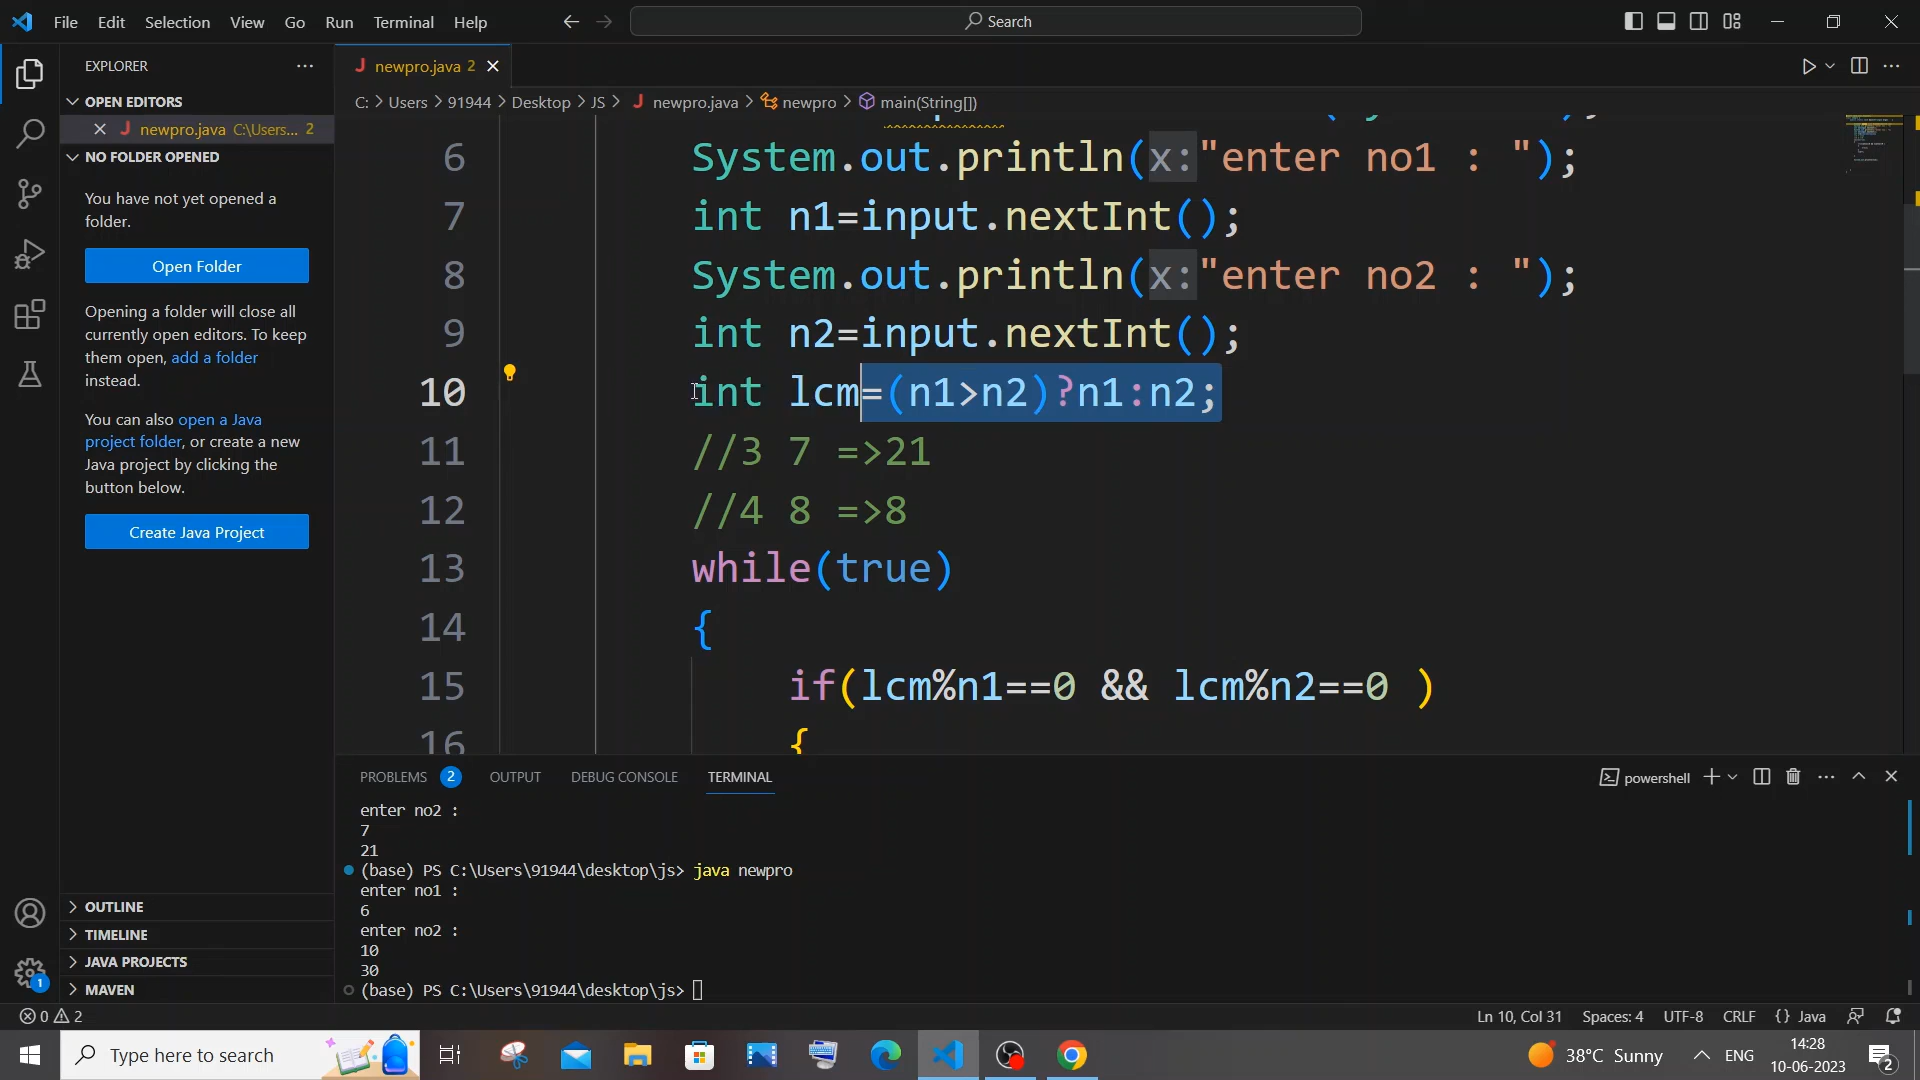 File Edit Selection View Go Run Terminal Help
Search
EXPLORER
OPEN EDITORS
newpro.java C:\Users... 2
NO FOLDER OPENED
You have not yet opened a
folder.
Open Folder
Opening a folder will close all
currently open editors. To keep
them open, add a folder
instead.
You can also open a Java
project folder, or create a new
Java project by clicking the
button below.
Create Java Project
OUTLINE
TIMELINE
JAVA PROJECTS
MAVEN
newpro.java 2
C: > Users > 91944 > Desktop > JS > newpro.java > newpro > main(String[])
6 System.out.println(x:"enter no1 : ");
7 int n1=input.nextInt();
8 System.out.println(x:"enter no2 : ");
9 int n2=input.nextInt();
10 int lcm=(n1>n2)?n1:n2;
11 //3 7 =>21
12 //4 8 =>8
13 while(true)
14 {
15 if(lcm%n1==0 && lcm%n2==0 )
16 {
PROBLEMS 2 OUTPUT DEBUG CONSOLE TERMINAL
powershell
enter no2 :
7
21
(base) PS C:\Users\91944\desktop\js> java newpro
enter no1 :
6
enter no2 :
10
30
(base) PS C:\Users\91944\desktop\js>
1
0 2
Ln 10, Col 31 Spaces: 4 UTF-8 CRLF {} Java
Type here to search
38°C Sunny
ENG
14:28
10-06-2023
2